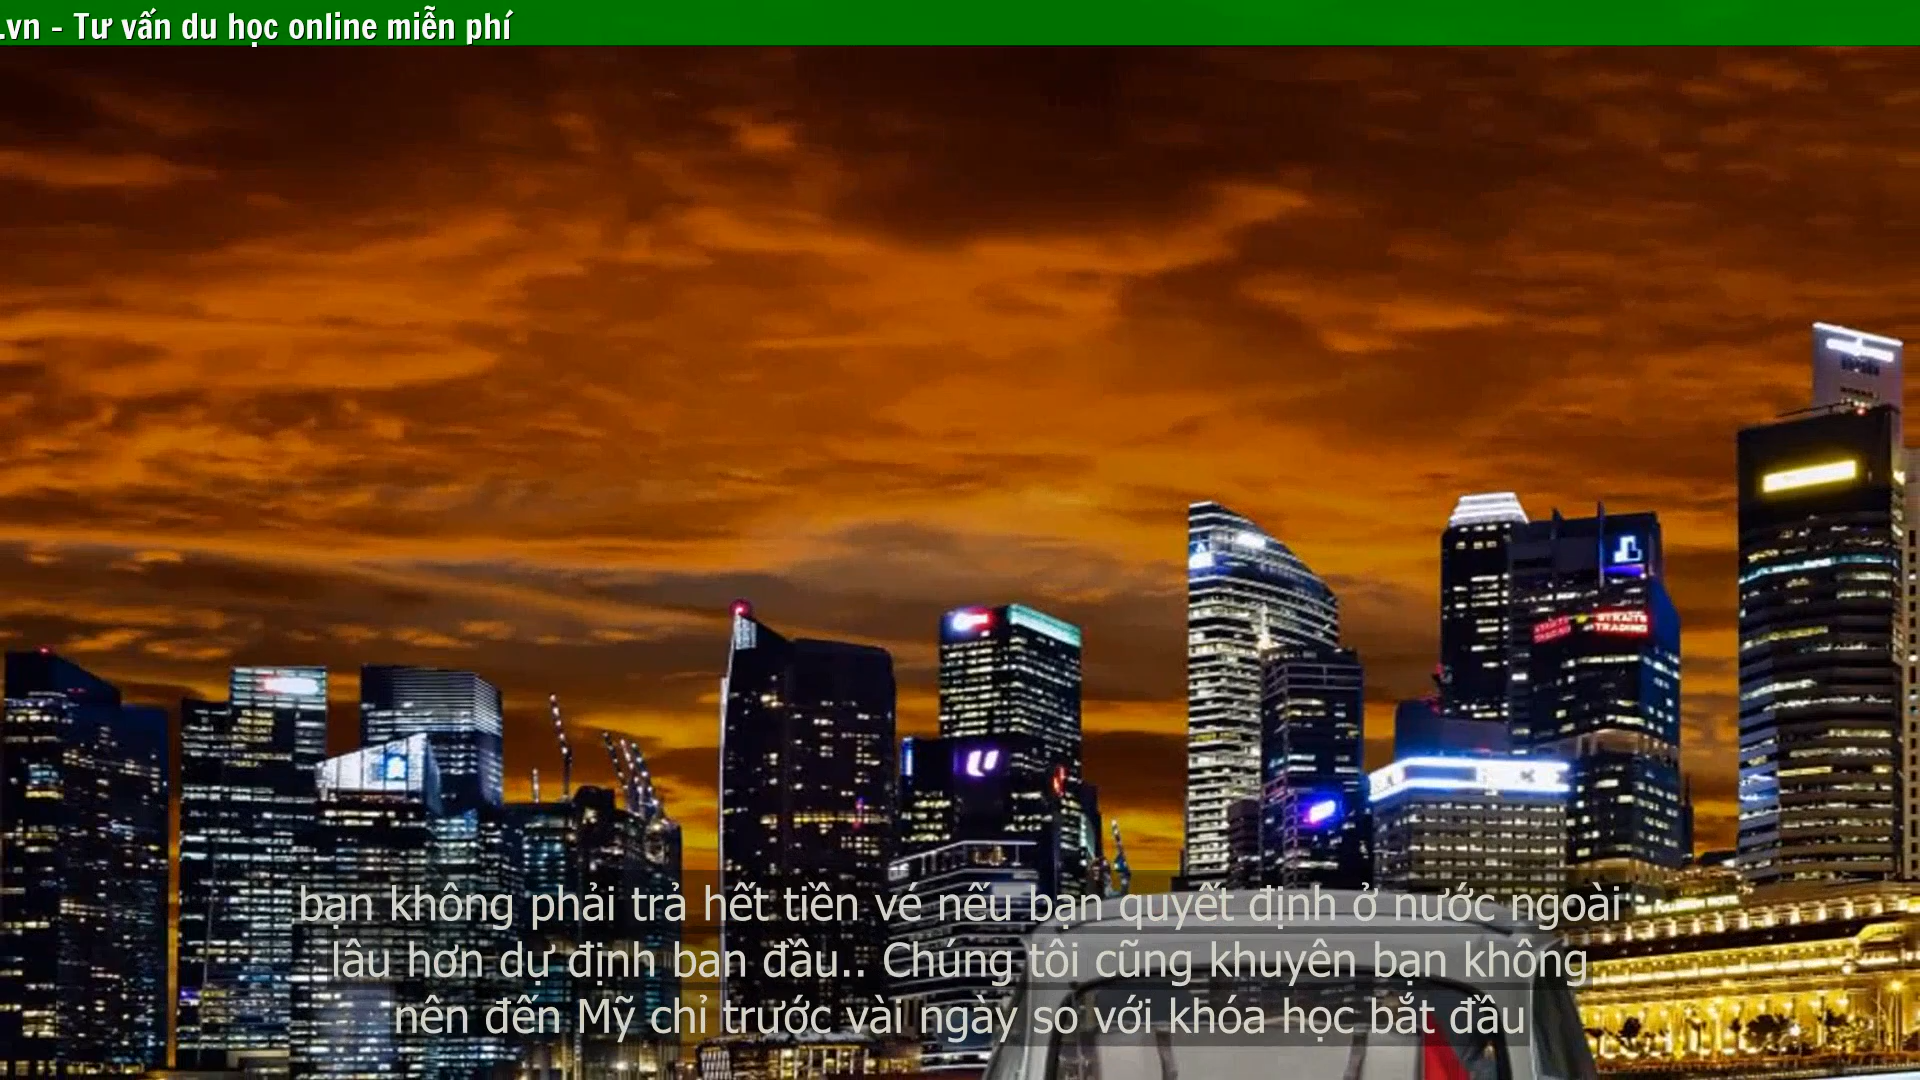 .vn - Tư vấn du học online miễn phí
STRAITS
TRADING
bạn không phải trả hết tiền vé nếu bạn quyết định ở nước ngoài
lâu hơn dự định ban đầu.. Chúng tôi cũng khuyên bạn không
nên đến Mỹ chỉ trước vài ngày so với khóa học bắt đầu